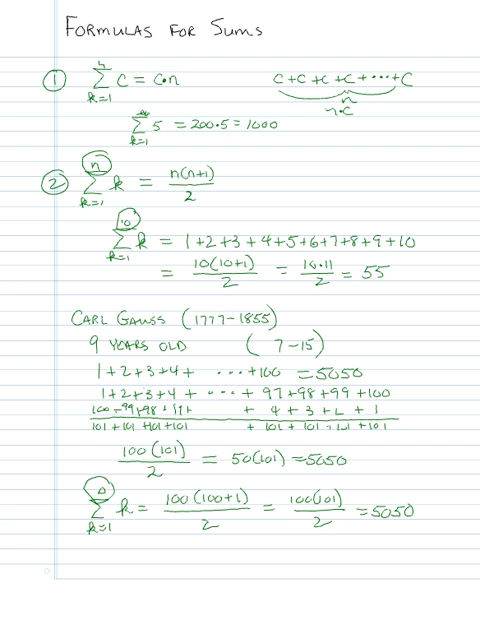 FORMULAS FOR SUMS
① n ∑ k=1 c = c·n c+c+c+c+···+c
n
n·c
∑ k=1 5 = 200·5 = 1000
② n ∑ k=1 k = n(n+1)/2
10 ∑ k=1 k = 1+2+3+4+5+6+7+8+9+10
= 10(10+1)/2 = 10·11/2 = 55
CARL GAUSS (1777-1855)
9 YEARS OLD (7-15)
1+2+3+4+ ···+100 =5050
1+2+3+4+ ···+ 97+98+99+100
100+99+98+97+ + 4+3+2+1
101+101+101+101 + 101+101+101+101
100(101)/2 = 50(101)=5050
∑ k=1 k = 100(100+1)/2 = 100(101)/2 =5050